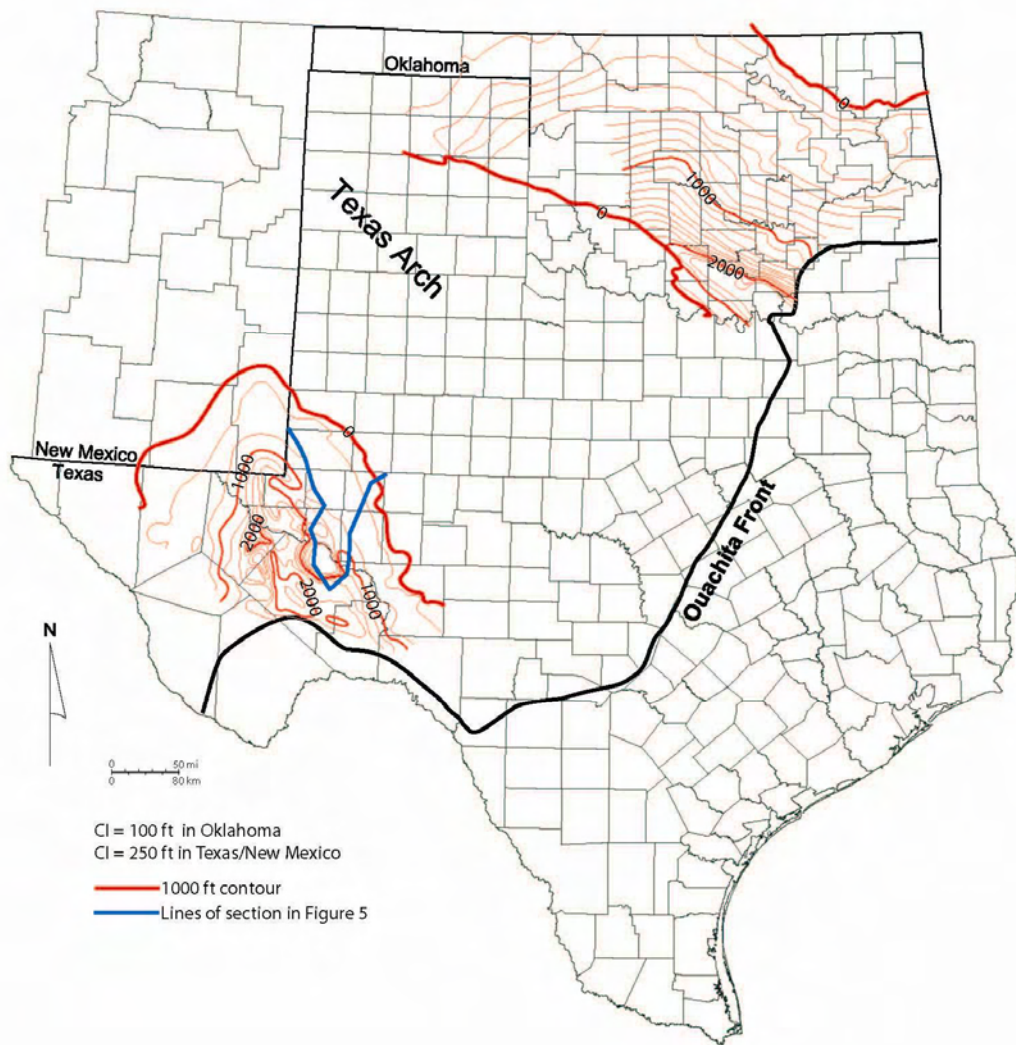 Oklahoma
0
1000
Texas Arch
0
2000
0
New Mexico
Texas
1000
2000
2000
1000
Ouachita Front
N
0 50 mi
0 80 km
CI = 100 ft in Oklahoma
CI = 250 ft in Texas/New Mexico
1000 ft contour
Lines of section in Figure 5